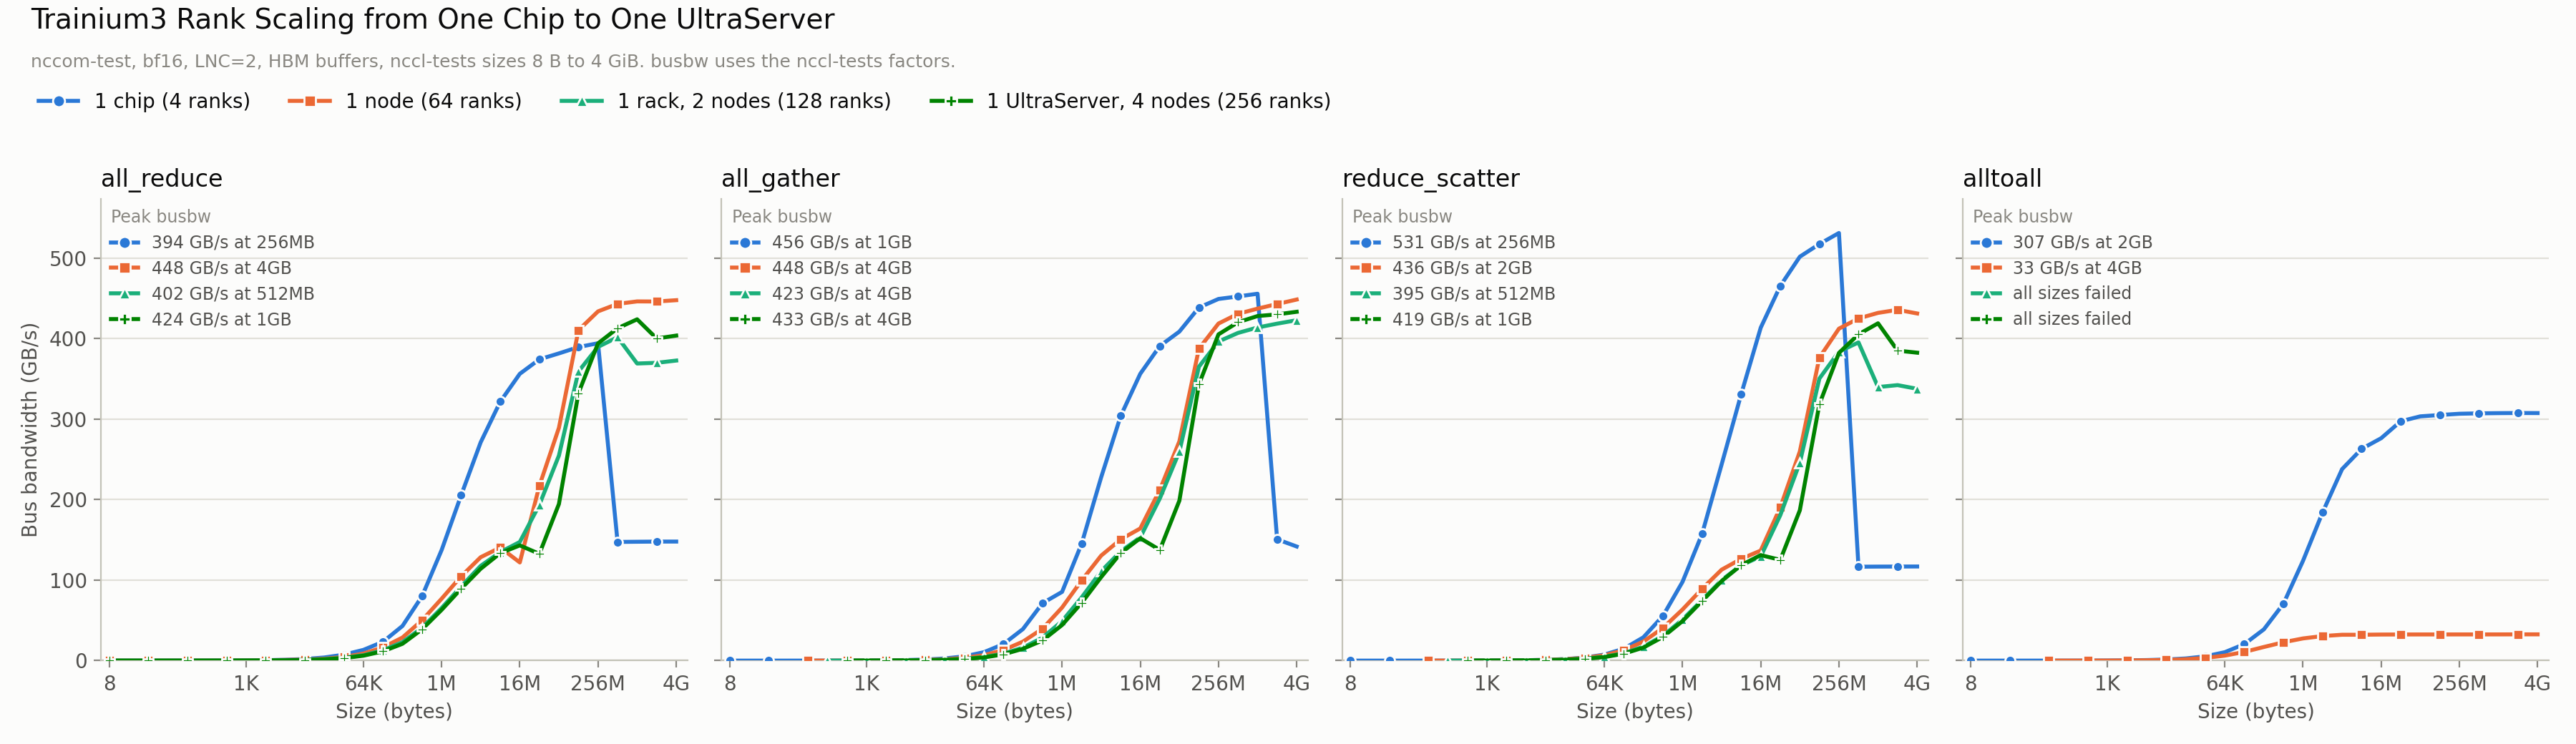 Trainium3 Rank Scaling from One Chip to One UltraServer
nccom-test, bf16, LNC=2, HBM buffers, nccl-tests sizes 8 B to 4 GiB. busbw uses the nccl-tests factors.
1 chip (4 ranks) 1 node (64 ranks) 1 rack, 2 nodes (128 ranks) 1 UltraServer, 4 nodes (256 ranks)
all_reduce
Peak busbw
394 GB/s at 256MB
448 GB/s at 4GB
402 GB/s at 512MB
424 GB/s at 1GB
Bus bandwidth (GB/s)
500
400
300
200
100
0
8 1K 64K 1M 16M 256M 4G
Size (bytes)
all_gather
Peak busbw
456 GB/s at 1GB
448 GB/s at 4GB
423 GB/s at 4GB
433 GB/s at 4GB
8 1K 64K 1M 16M 256M 4G
Size (bytes)
reduce_scatter
Peak busbw
531 GB/s at 256MB
436 GB/s at 2GB
395 GB/s at 512MB
419 GB/s at 1GB
8 1K 64K 1M 16M 256M 4G
Size (bytes)
alltoall
Peak busbw
307 GB/s at 2GB
33 GB/s at 4GB
all sizes failed
all sizes failed
8 1K 64K 1M 16M 256M 4G
Size (bytes)